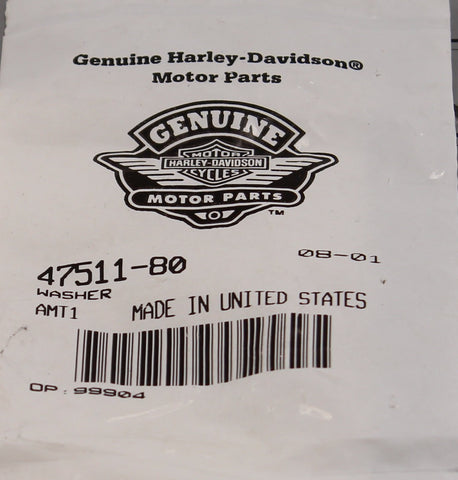 Genuine Harley-Davidson®
Motor Parts
GENUINE
MOTOR
HARLEY-DAVIDSON
CYCLES
MOTOR PARTS
TM
47511-80
08-01
WASHER
AMT1 MADE IN UNITED STATES
OP: 99904